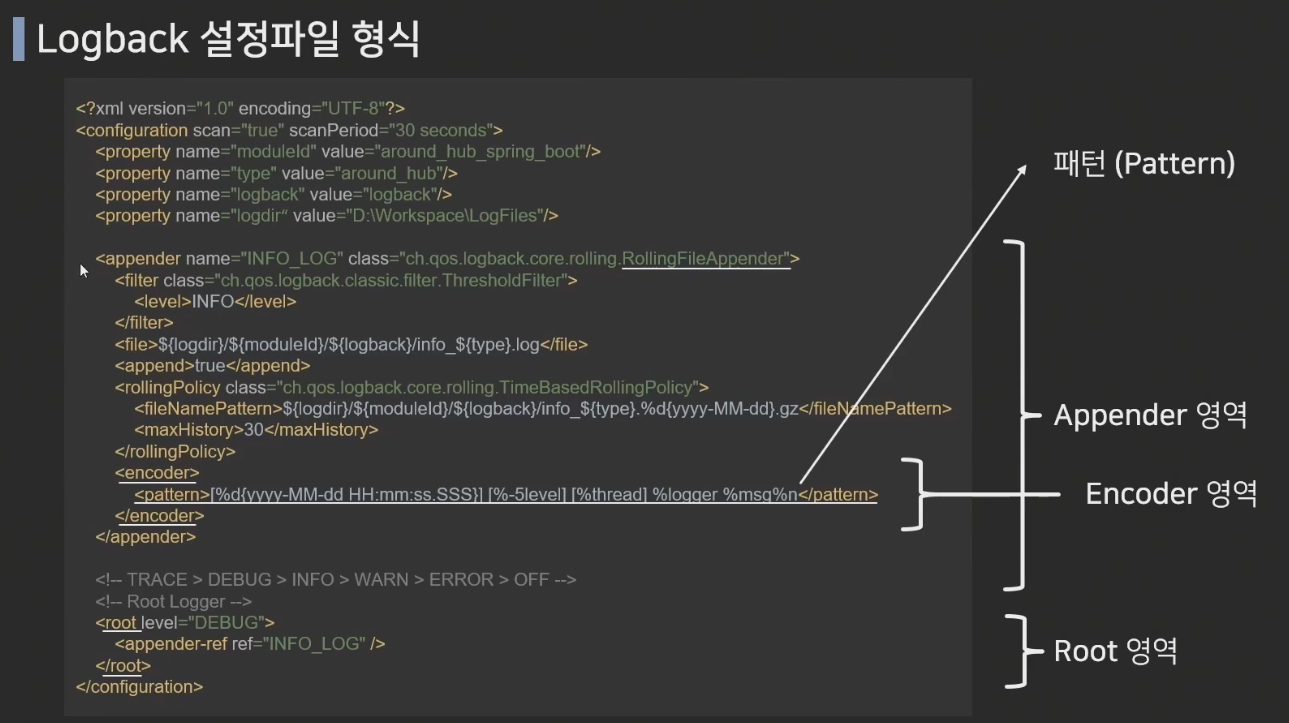 Logback 설정파일 형식
<?xml version="1.0" encoding="UTF-8"?>
<configuration scan="true" scanPeriod="30 seconds">
<property name="moduleId" value="around_hub_spring_boot"/>
<property name="type" value="around_hub"/>
<property name="logback" value="logback"/>
<property name="logdir“ value="D:\Workspace\LogFiles"/>
<appender name="INFO_LOG" class="ch.qos.logback.core.rolling.RollingFileAppender">
<filter class="ch.qos.logback.classic.filter.ThresholdFilter">
<level>INFO</level>
</filter>
<file>${logdir}/${moduleId}/${logback}/info_${type}.log</file>
<append>true</append>
<rollingPolicy class="ch.qos.logback.core.rolling.TimeBasedRollingPolicy">
<fileNamePattern>${logdir}/${moduleId}/${logback}/info_${type}.%d{yyyy-MM-dd}.gz</fileNamePattern>
<maxHistory>30</maxHistory>
</rollingPolicy>
<encoder>
<pattern>[%d{yyyy-MM-dd HH:mm:ss.SSS}] [%-5level] [%thread] %logger %msg%n</pattern>
</encoder>
</appender>
<!-- TRACE > DEBUG > INFO > WARN > ERROR > OFF -->
<!-- Root Logger -->
<root level="DEBUG">
<appender-ref ref="INFO_LOG" />
</root>
</configuration>
패턴 (Pattern)
Appender 영역
Encoder 영역
Root 영역